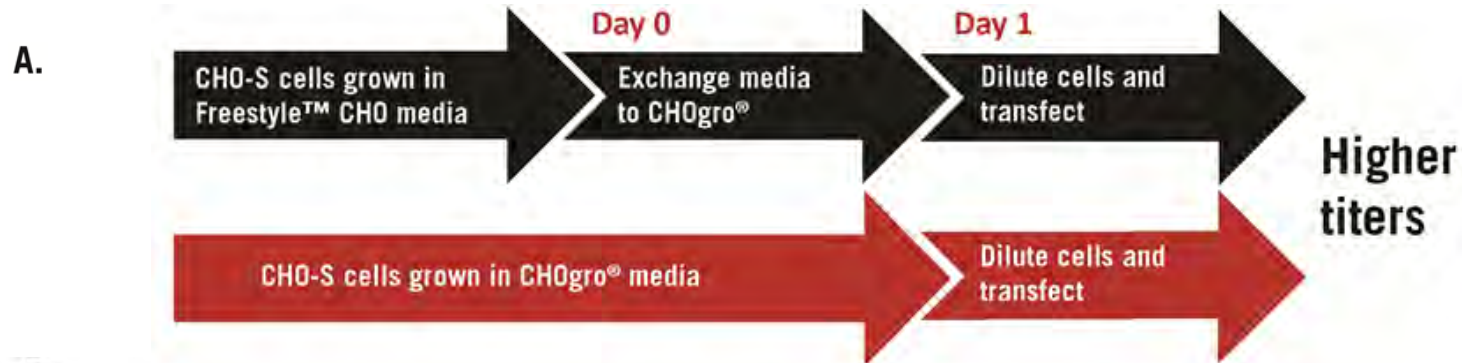 A.
Day 0
Day 1
CHO-S cells grown in
Freestyle™ CHO media
Exchange media
to CHOgro®
Dilute cells and
transfect
CHO-S cells grown in CHOgro® media
Dilute cells and
transfect
Higher
titers